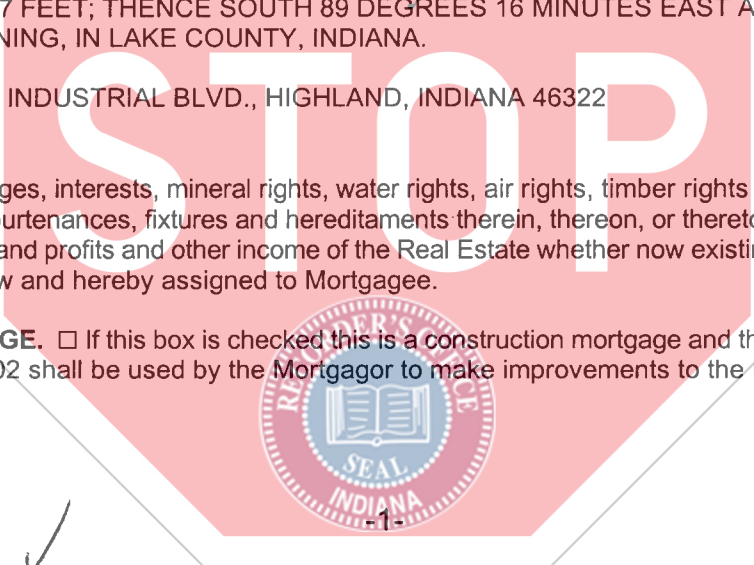 7 FEET; THENCE SOUTH 89 DEGREES 16 MINUTES EAST A
NING, IN LAKE COUNTY, INDIANA.
INDUSTRIAL BLVD., HIGHLAND, INDIANA 46322
STOP
ges, interests, mineral rights, water rights, air rights, timber rights
urtenances, fixtures and hereditaments therein, thereon, or thereto
and profits and other income of the Real Estate whether now existi
w and hereby assigned to Mortgagee.
GE. ☐ If this box is checked this is a construction mortgage and th
02 shall be used by the Mortgagor to make improvements to the
RECORDER'S OFFICE
SEAL
INDIANA
-1-